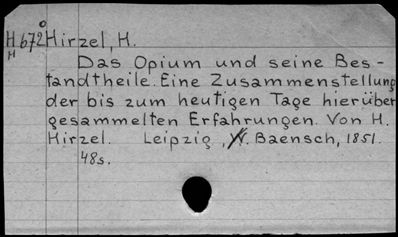 H672 Hirzel, H.
H
Das Opium und seine Bes-
tandtheile. Eine Zusammenstellung
der bis zum heutigen Tage hierüber
gesammelten Erfahrungen. Von H.
Hirzel. Leipzig, W. Baensch, 1851.
48s.